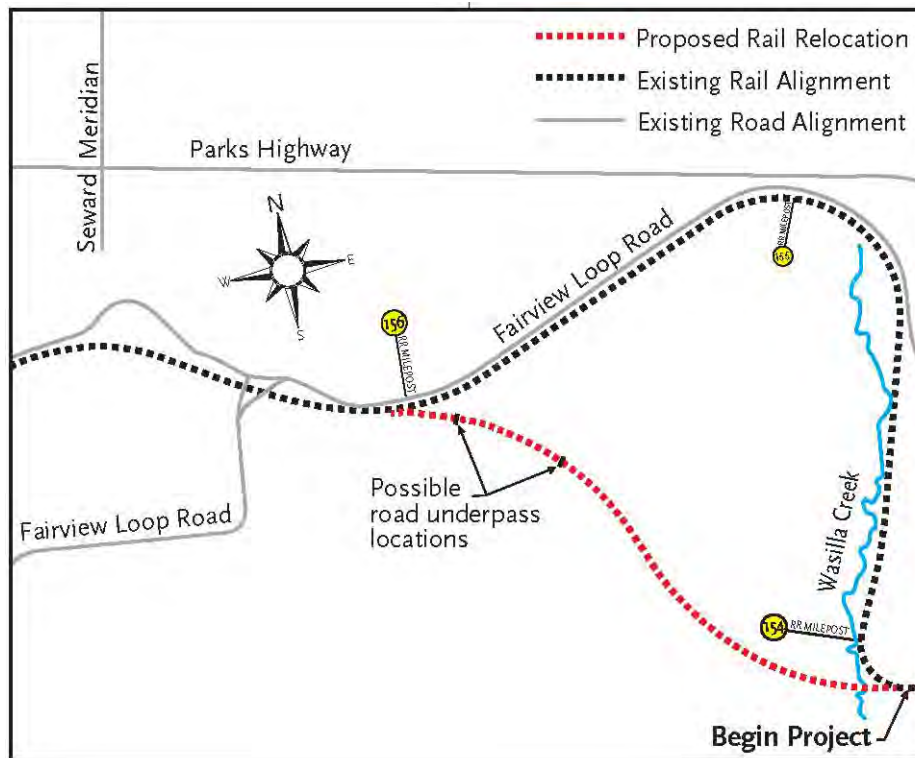 Proposed Rail Relocation
Existing Rail Alignment
Existing Road Alignment
Seward Meridian
Parks Highway
N
W
E
S
Fairview Loop Road
RR MILEPOST
155
156
RR MILEPOST
Possible
road underpass
locations
Fairview Loop Road
Wasilla Creek
154
RR MILEPOST
Begin Project